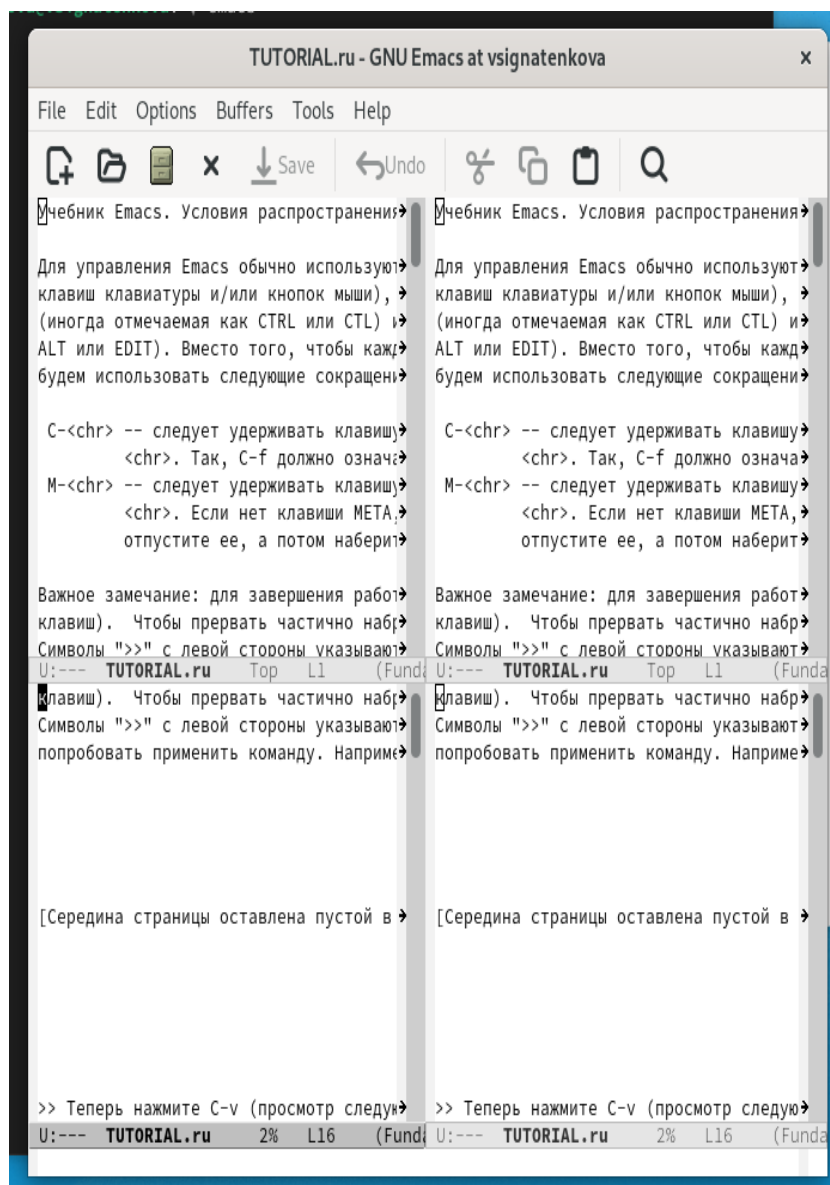 TUTORIAL.ru - GNU Emacs at vsignatenkova
File Edit Options Buffers Tools Help
Save Undo
Учебник Emacs. Условия распространения
Для управления Emacs обычно используют
клавиш клавиатуры и/или кнопок мыши),
(иногда отмечаемая как CTRL или CTL) и
ALT или EDIT). Вместо того, чтобы кажд
будем использовать следующие сокращени
C-<chr> -- следует удерживать клавишу
<chr>. Так, C-f должно означа
M-<chr> -- следует удерживать клавишу
<chr>. Если нет клавиши META,
отпустите ее, а потом наберит
Важное замечание: для завершения работ
клавиш). Чтобы прервать частично набр
Символы ">>" с левой стороны указывают
U:--- TUTORIAL.ru Top L1 (Funda
Учебник Emacs. Условия распространения
Для управления Emacs обычно используют
клавиш клавиатуры и/или кнопок мыши),
(иногда отмечаемая как CTRL или CTL) и
ALT или EDIT). Вместо того, чтобы кажд
будем использовать следующие сокращени
C-<chr> -- следует удерживать клавишу
<chr>. Так, C-f должно означа
M-<chr> -- следует удерживать клавишу
<chr>. Если нет клавиши META,
отпустите ее, а потом наберит
Важное замечание: для завершения работ
клавиш). Чтобы прервать частично набр
Символы ">>" с левой стороны указывают
U:--- TUTORIAL.ru Top L1 (Funda
клавиш). Чтобы прервать частично набр
Символы ">>" с левой стороны указывают
попробовать применить команду. Наприме
[Середина страницы оставлена пустой в
>> Теперь нажмите C-v (просмотр следую
U:--- TUTORIAL.ru 2% L16 (Funda
клавиш). Чтобы прервать частично набр
Символы ">>" с левой стороны указывают
попробовать применить команду. Наприме
[Середина страницы оставлена пустой в
>> Теперь нажмите C-v (просмотр следую
U:--- TUTORIAL.ru 2% L16 (Funda